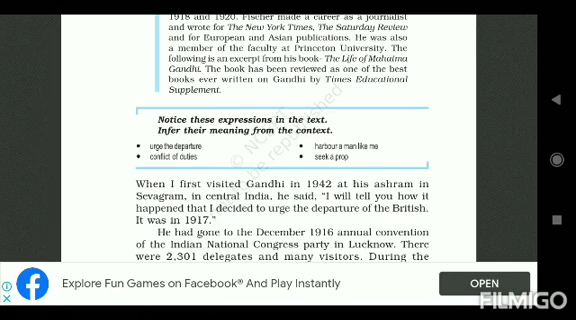 1918 and 1920. Fischer made a career as a journalist
and wrote for The New York Times, The Saturday Review
and for European and Asian publications. He was also
a member of the faculty at Princeton University. The
following is an excerpt from his book- The Life of Mahatma
Gandhi. The book has been reviewed as one of the best
books ever written on Gandhi by Times Educational
Supplement.
Notice these expressions in the text.
Infer their meaning from the context.
• urge the departure
• harbour a man like me
• conflict of duties
• seek a prop
When I first visited Gandhi in 1942 at his ashram in
Sevagram, in central India, he said, “I will tell you how it
happened that I decided to urge the departure of the British.
It was in 1917.”
He had gone to the December 1916 annual convention
of the Indian National Congress party in Lucknow. There
were 2,301 delegates and many visitors. During the
Explore Fun Games on Facebook® And Play Instantly
OPEN
FILMIGO